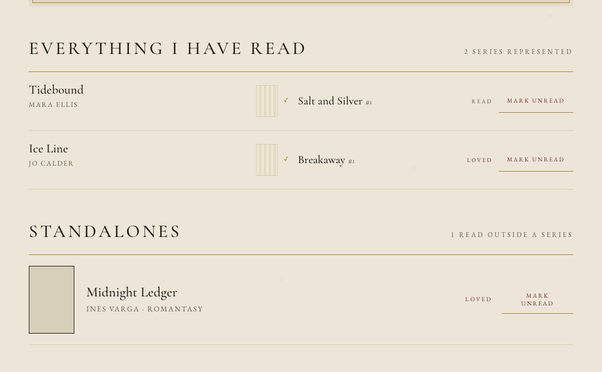 EVERYTHING I HAVE READ
2 SERIES REPRESENTED
Tidebound
MARA ELLIS
✓ Salt and Silver #1
READ
MARK UNREAD
Ice Line
JO CALDER
✓ Breakaway #1
LOVED
MARK UNREAD
STANDALONES
1 READ OUTSIDE A SERIES
Midnight Ledger
INES VARGA · ROMANTASY
LOVED
MARK
UNREAD